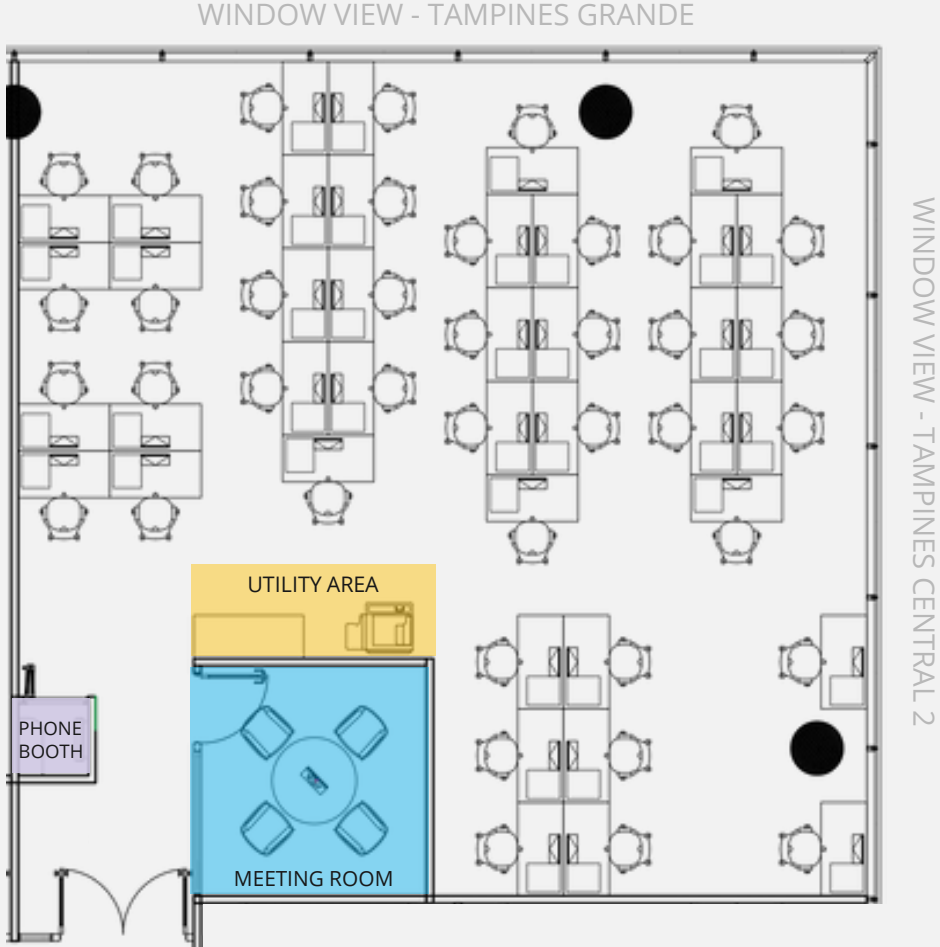 WINDOW VIEW - TAMPINES GRANDE
WINDOW VIEW - TAMPINES CENTRAL 2
UTILITY AREA
PHONE
BOOTH
MEETING ROOM